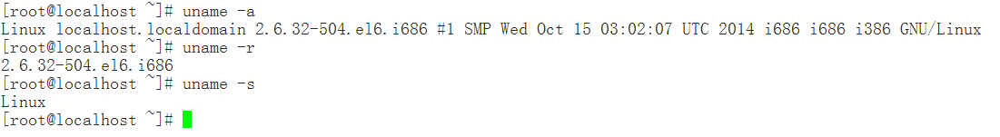 [root@localhost ~]# uname -a
Linux localhost.localdomain 2.6.32-504.el6.i686 #1 SMP Wed Oct 15 03:02:07 UTC 2014 i686 i686 i386 GNU/Linux
[root@localhost ~]# uname -r
2.6.32-504.el6.i686
[root@localhost ~]# uname -s
Linux
[root@localhost ~]#